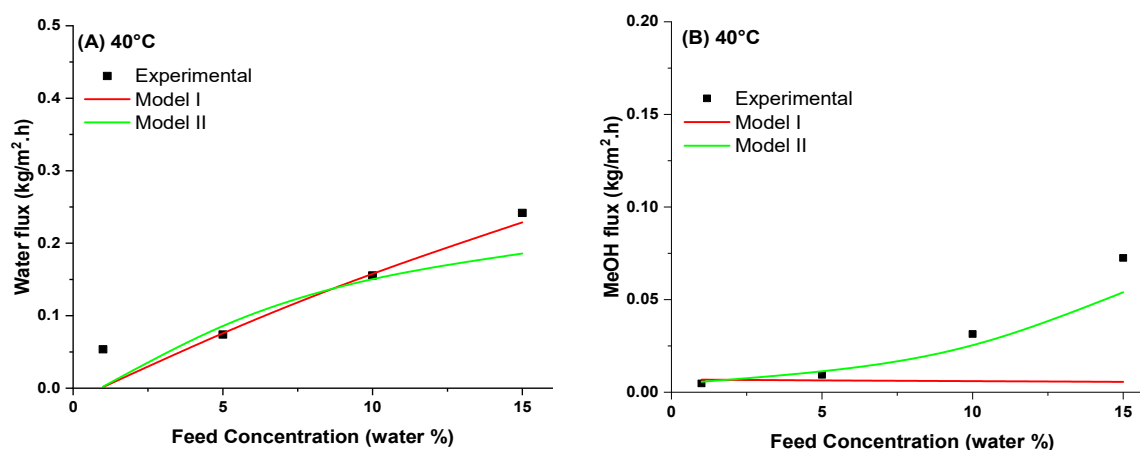 (A) 40°C
Experimental
Model I
Model II
0.5
0.4
0.3
0.2
0.1
0.0
0
5
10
15
Water flux (kg/m².h)
Feed Concentration (water %)
(B) 40°C
Experimental
Model I
Model II
0.20
0.15
0.10
0.05
0.00
0
5
10
15
MeOH flux (kg/m².h)
Feed Concentration (water %)